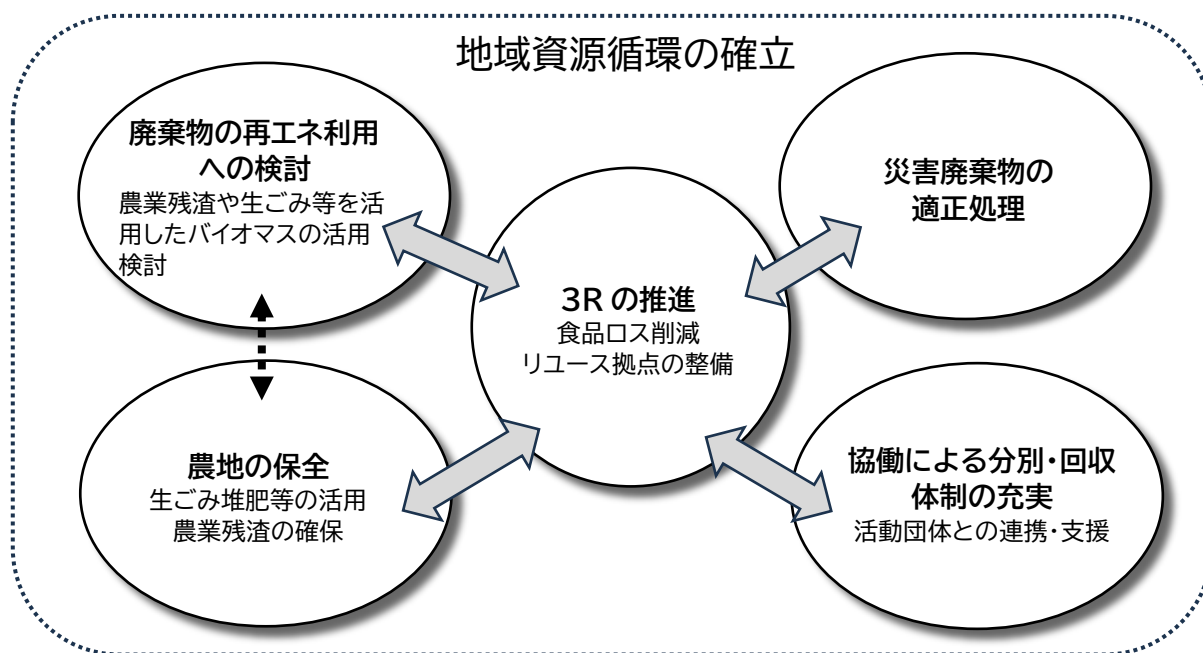 地域資源循環の確立
廃棄物の再エネ利用
への検討
農業残渣や生ごみ等を活
用したバイオマスの活用
検討
災害廃棄物の
適正処理
3R の推進
食品ロス削減
リユース拠点の整備
農地の保全
生ごみ堆肥等の活用
農業残渣の確保
協働による分別・回収
体制の充実
活動団体との連携・支援